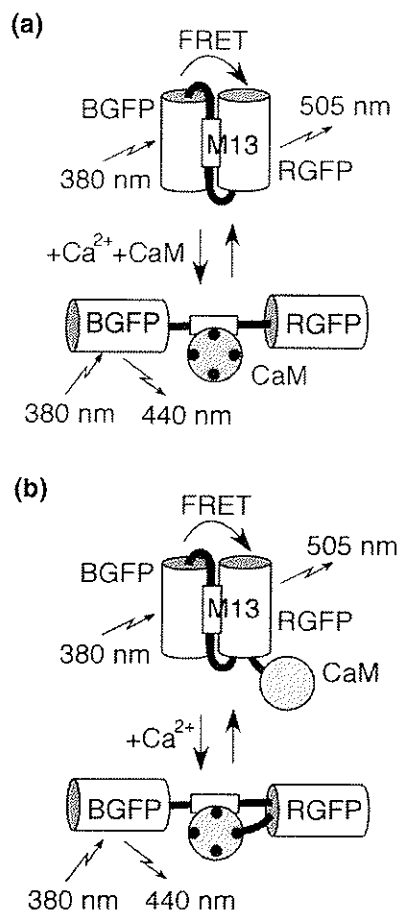 (a)
FRET
BGFP
505 nm
M13
380 nm
RGFP
+Ca²⁺+CaM
BGFP
RGFP
CaM
380 nm
440 nm
(b)
FRET
BGFP
505 nm
M13
RGFP
380 nm
CaM
+Ca²⁺
BGFP
RGFP
380 nm
440 nm